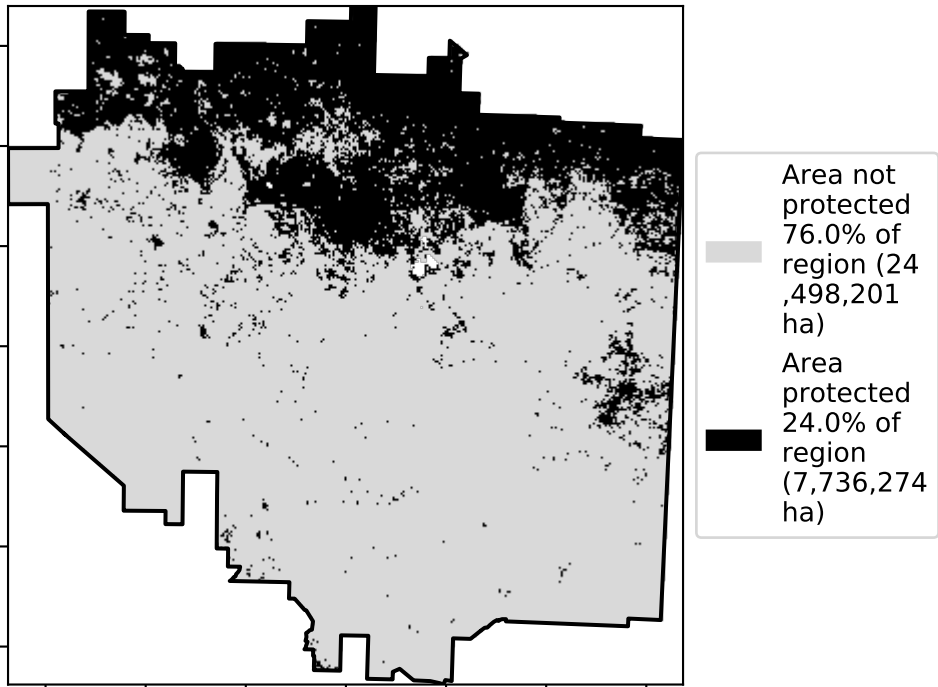 Area not
protected
76.0% of
region (24
,498,201
ha)
Area
protected
24.0% of
region
(7,736,274
ha)